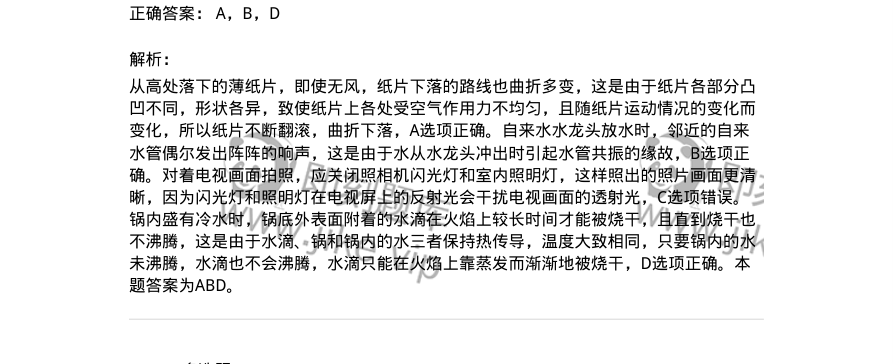 正确答案： A，B，D
解析：
从高处落下的薄纸片，即使无风，纸片下落的路线也曲折多变，这是由于纸片各部分凸
凹不同，形状各异，致使纸片上各处受空气作用力不均匀，且随纸片运动情况的变化而
变化，所以纸片不断翻滚，曲折下落，A选项正确。自来水水龙头放水时，邻近的自来
水管偶尔发出阵阵的响声，这是由于水从水龙头冲出时引起水管共振的缘故，B选项正
确。对着电视画面拍照，应关闭照相机闪光灯和室内照明灯，这样照出的照片画面更清
晰，因为闪光灯和照明灯在电视屏上的反射光会干扰电视画面的透射光，C选项错误。
锅内盛有冷水时，锅底外表面附着的水滴在火焰上较长时间才能被烧干，且直到烧干也
不沸腾，这是由于水滴、锅和锅内的水三者保持热传导，温度大致相同，只要锅内的水
未沸腾，水滴也不会沸腾，水滴只能在火焰上靠蒸发而渐渐地被烧干，D选项正确。本
题答案为ABD。